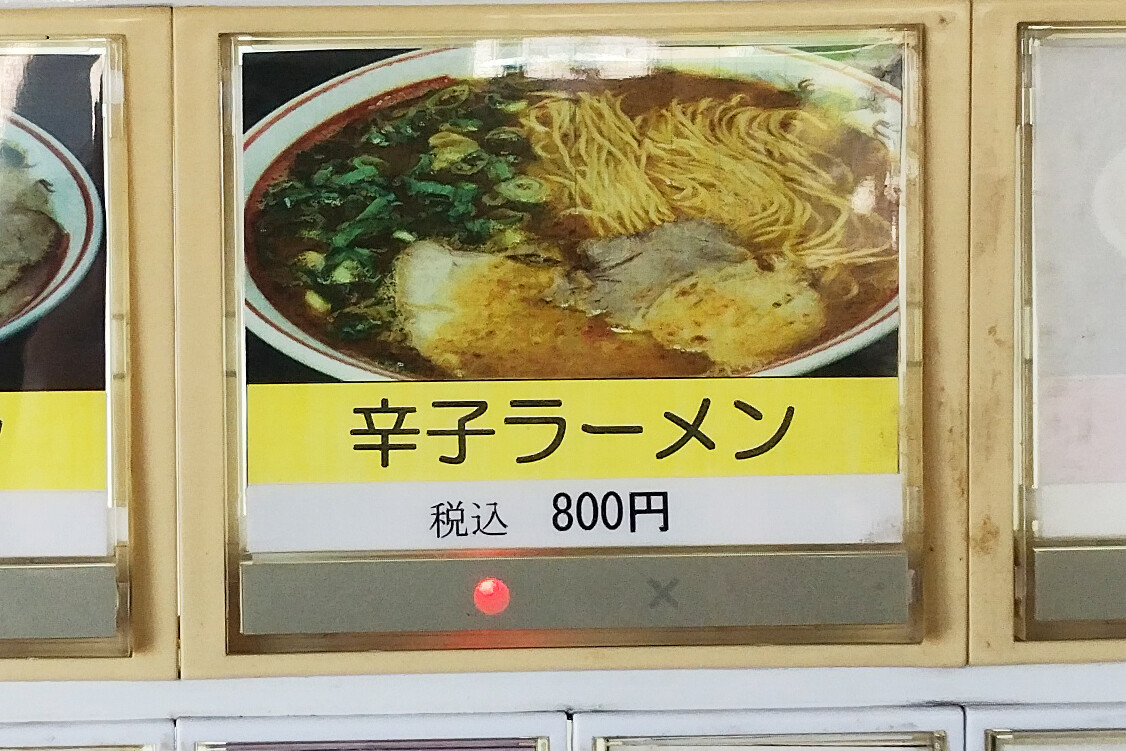 辛子ラーメン
税込 800円
×